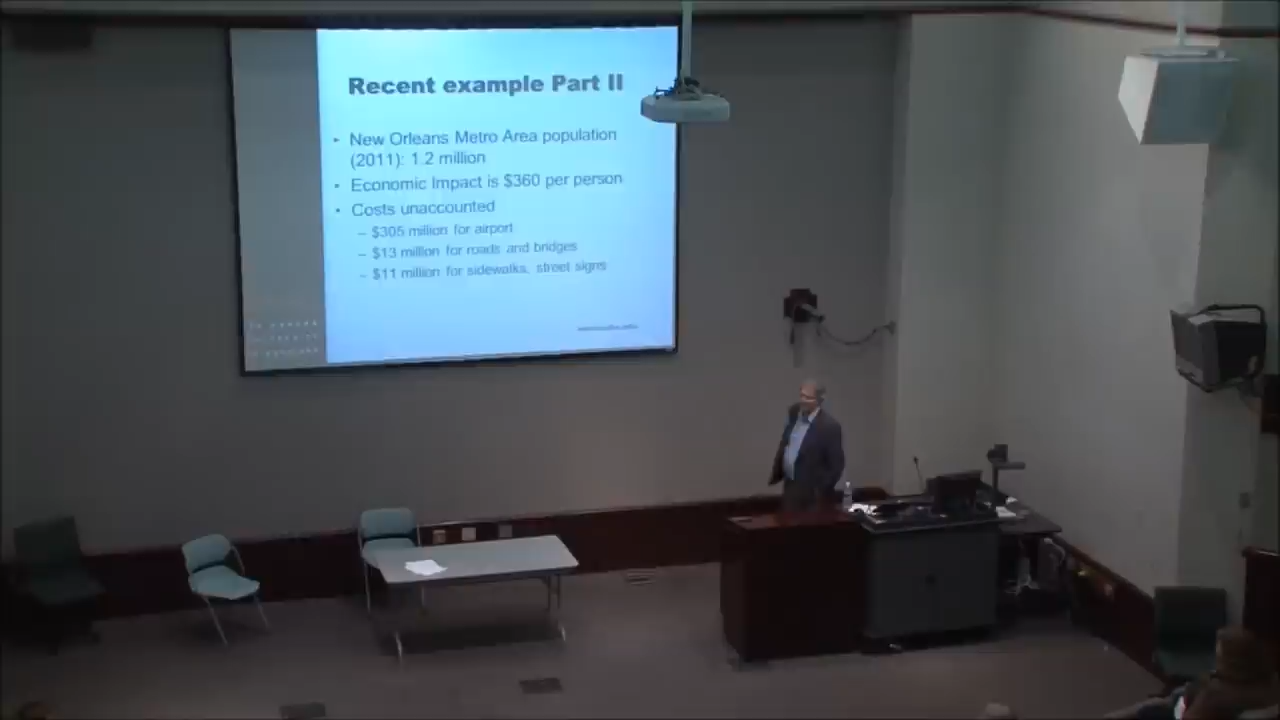 Recent example Part II
• New Orleans Metro Area population
(2011): 1.2 million
• Economic Impact is $360 per person
• Costs unaccounted
– $305 million for airport
– $13 million for roads and bridges
– $11 million for sidewalks, street signs